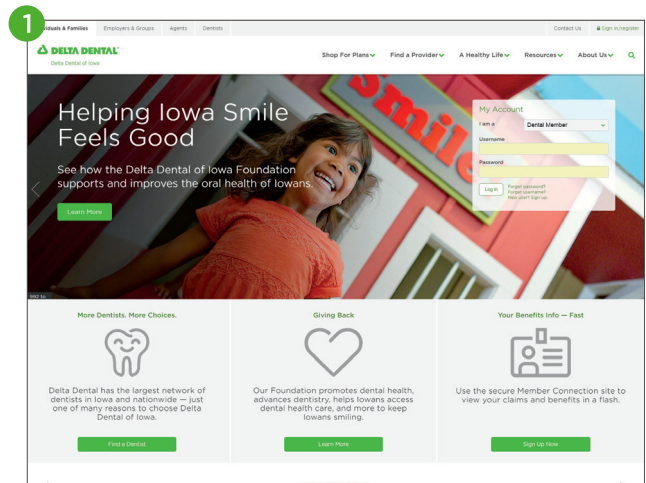 1
Individuals & Families
Employers & Groups
Agents
Dentists
Contact Us
Sign in/register
DELTA DENTAL
Delta Dental of Iowa
Shop For Plans
Find a Provider
A Healthy Life
Resources
About Us
Helping Iowa Smile
Feels Good
See how the Delta Dental of Iowa Foundation
supports and improves the oral health of Iowans.
Learn More
Smile
My Account
I am a
Dental Member
Username
Password
Log in
Forgot password?
Forgot username?
New user? Sign up
More Dentists. More Choices.
Delta Dental has the largest network of
dentists in Iowa and nationwide — just
one of many reasons to choose Delta
Dental of Iowa.
Find a Dentist
Giving Back
Our Foundation promotes dental health,
advances dentistry, helps Iowans access
dental health care, and more to keep
Iowans smiling.
Learn More
Your Benefits Info — Fast
Use the secure Member Connection site to
view your claims and benefits in a flash.
Sign Up Now